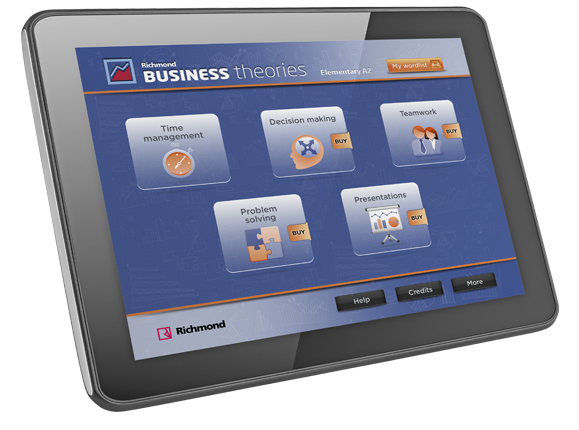 Richmond
BUSINESS theories
Elementary A2
My wordlist
Time
management
Decision making
BUY
Teamwork
BUY
Problem
solving
BUY
Presentations
BUY
Help
Credits
More
Richmond